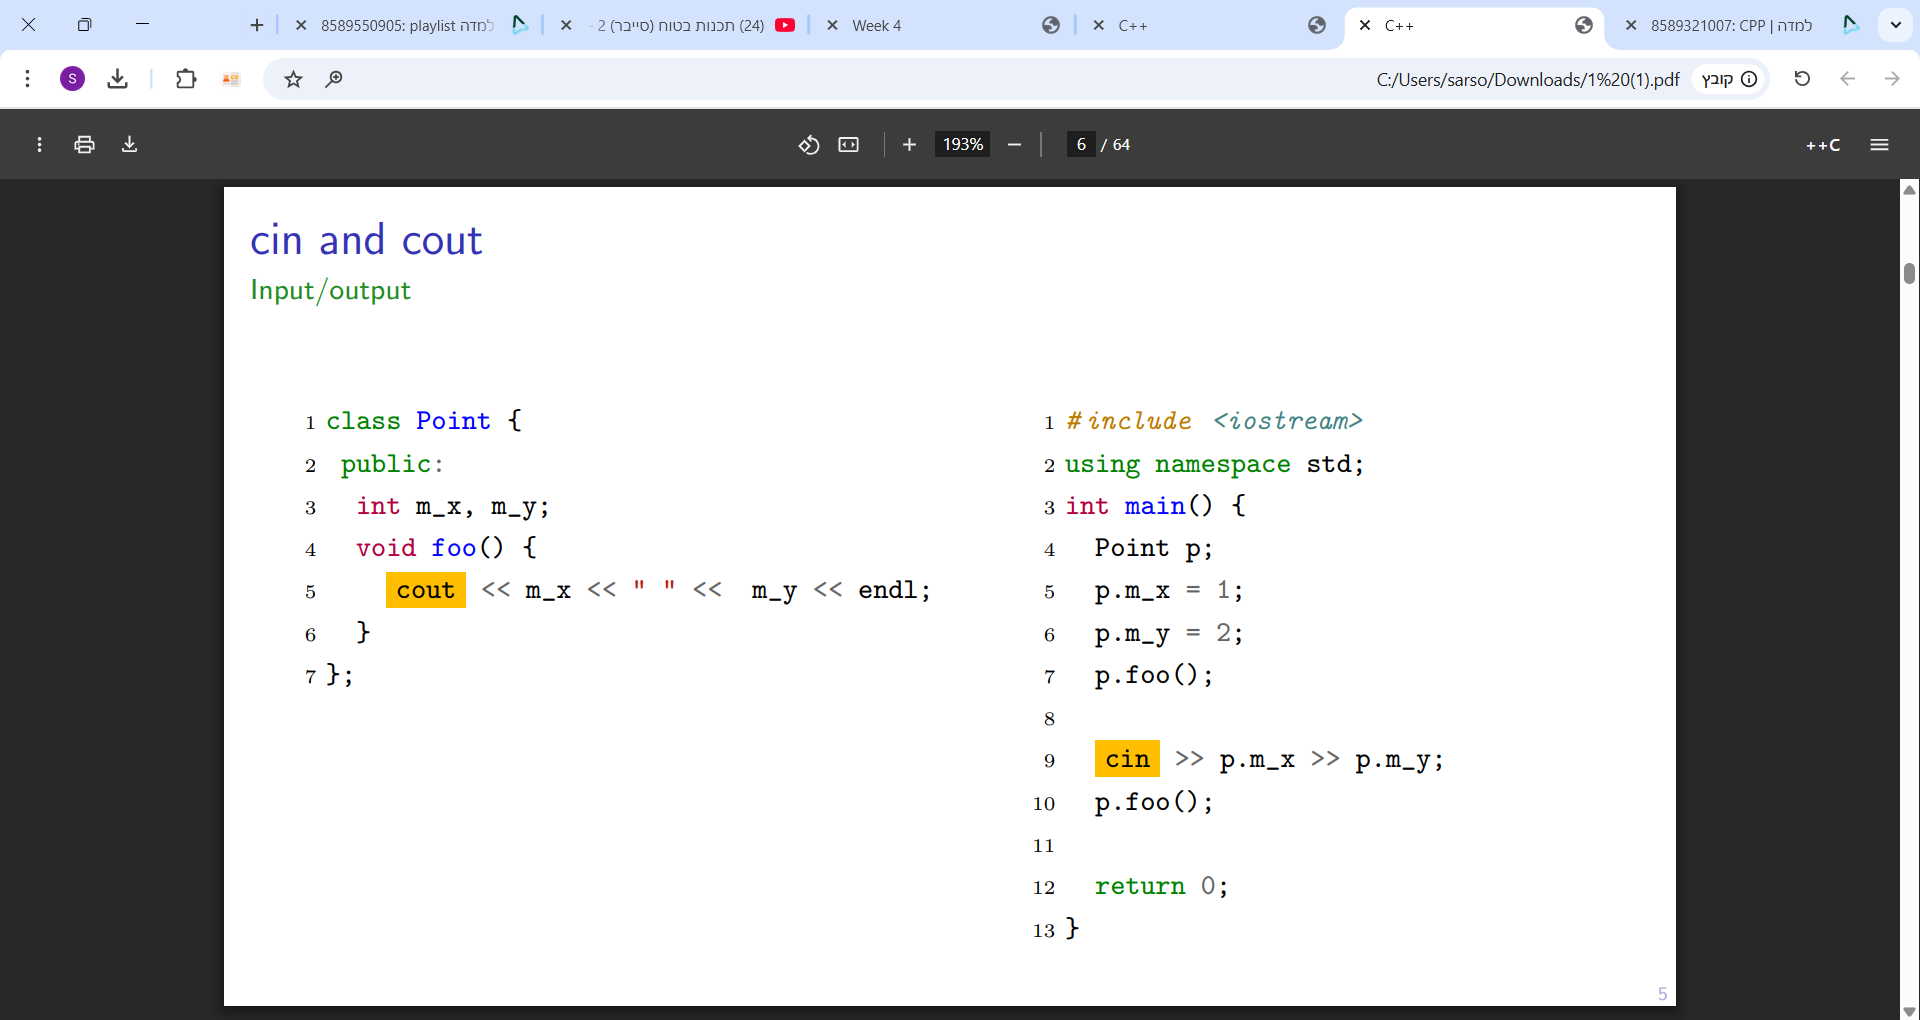 8589550905: playlist למדה
(24) תכנות בטוח (סייבר) 2 -
Week 4
C++
C++
8589321007: CPP | למדה
S
C:/Users/sarso/Downloads/1%20(1).pdf
קובץ
193%
6 / 64
++C
cin and cout
Input/output
1 class Point {
2 public:
3 int m_x, m_y;
4 void foo() {
5 cout << m_x << " " << m_y << endl;
6 }
7 };
1 #include <iostream>
2 using namespace std;
3 int main() {
4 Point p;
5 p.m_x = 1;
6 p.m_y = 2;
7 p.foo();
8
9 cin >> p.m_x >> p.m_y;
10 p.foo();
11
12 return 0;
13 }
5